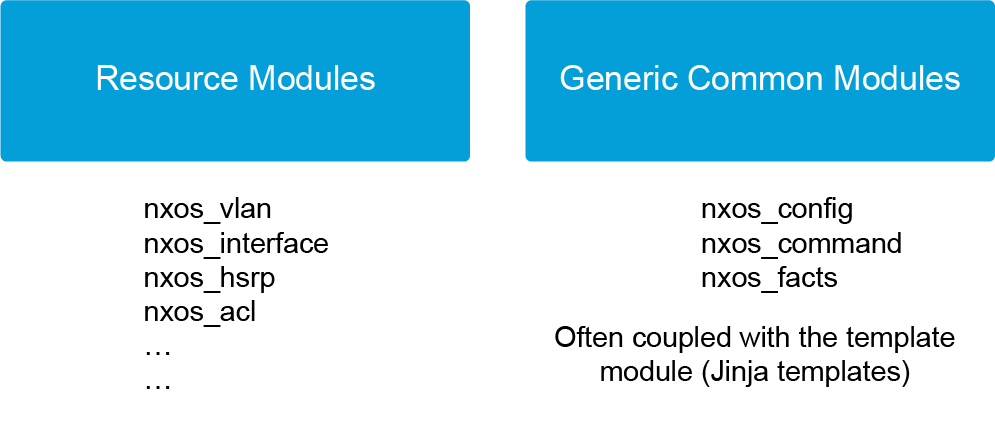 Resource Modules
nxos_vlan
nxos_interface
nxos_hsrp
nxos_acl
…
…
Generic Common Modules
nxos_config
nxos_command
nxos_facts
Often coupled with the template
module (Jinja templates)